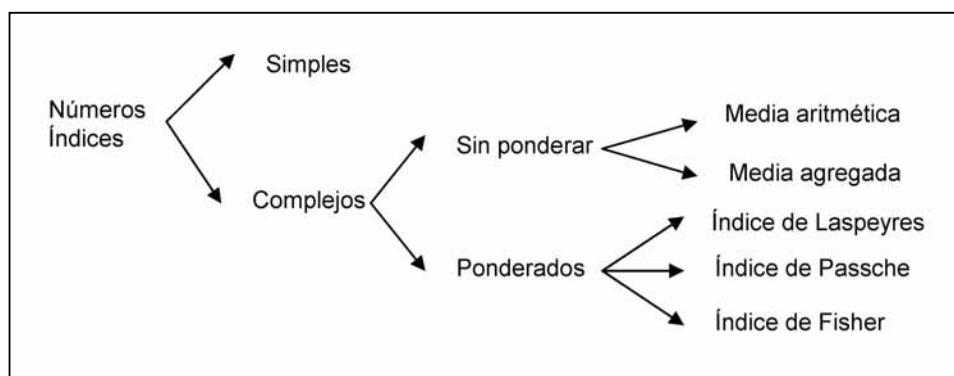 Números
Índices
Simples
Complejos
Sin ponderar
Ponderados
Media aritmética
Media agregada
Índice de Laspeyres
Índice de Passche
Índice de Fisher